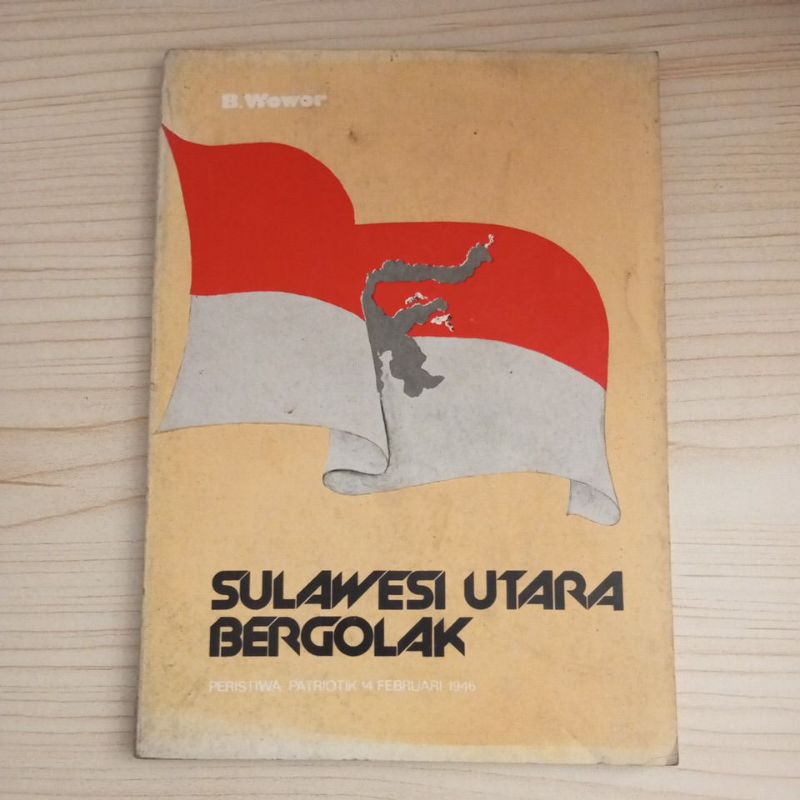 B. Wowor
SULAWESI UTARA
BERGOLAK
PERISTIWA PATRIOTIK 14 FEBRUARI 1946